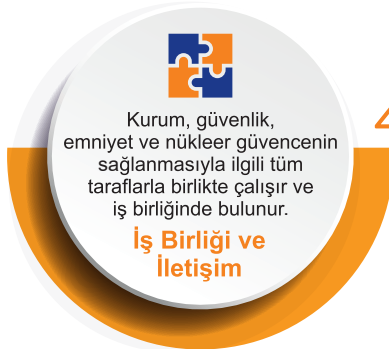 Kurum, güvenlik,
emniyet ve nükleer güvencenin
sağlanmasıyla ilgili tüm
taraflarla birlikte çalışır ve
iş birliğinde bulunur.
İş Birliği ve
İletişim